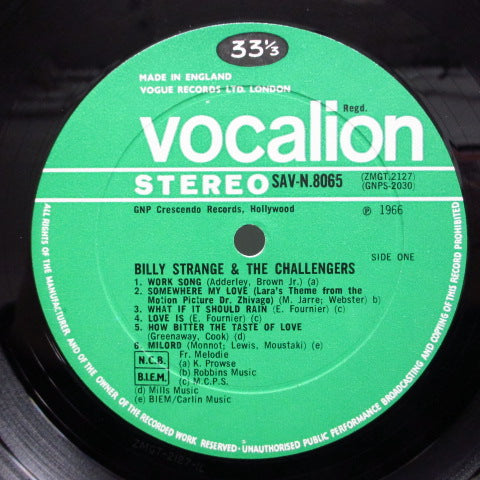 33⅓
MADE IN ENGLAND
VOGUE RECORDS LTD. LONDON
Regd.
vocalion
STEREO SAV-N.8065 (ZMGT.2127)
(GNPS-2030)
GNP Crescendo Records, Hollywood
℗ 1966
SIDE ONE
BILLY STRANGE & THE CHALLENGERS
1. WORK SONG (Adderley, Brown Jr.) (a)
2. SOMEWHERE MY LOVE (Lara's Theme from the
Motion Picture Dr. Zhivago) (M. Jarre; Webster) b)
3. WHAT IF IT SHOULD RAIN (E. Fournier) (c)
4. LOVE IS (E. Fournier) (c)
5. HOW BITTER THE TASTE OF LOVE
(Greenaway, Cook) (d)
6. MILORD (Monnot; Lewis, Moustaki) (e)
Fr. Melodie
N.C.B.
B.I.E.M.
(a) K. Prowse
(b) Robbins Music
(c) M.C.P.S.
(d) Mills Music
(e) BIEM/Carlin Music
ALL RIGHTS OF THE MANUFACTURER AND OF THE OWNER OF THE RECORDED WORK RESERVED · UNAUTHORISED PUBLIC PERFORMANCE BROADCASTING AND COPYING OF THIS RECORD PROHIBITED
ZMGT-2127-1L